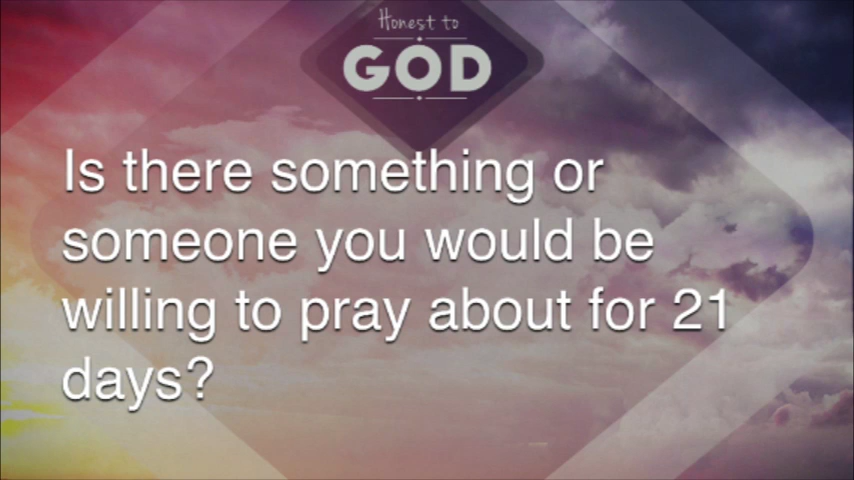 Honest to
GOD
Is there something or
someone you would be
willing to pray about for 21
days?